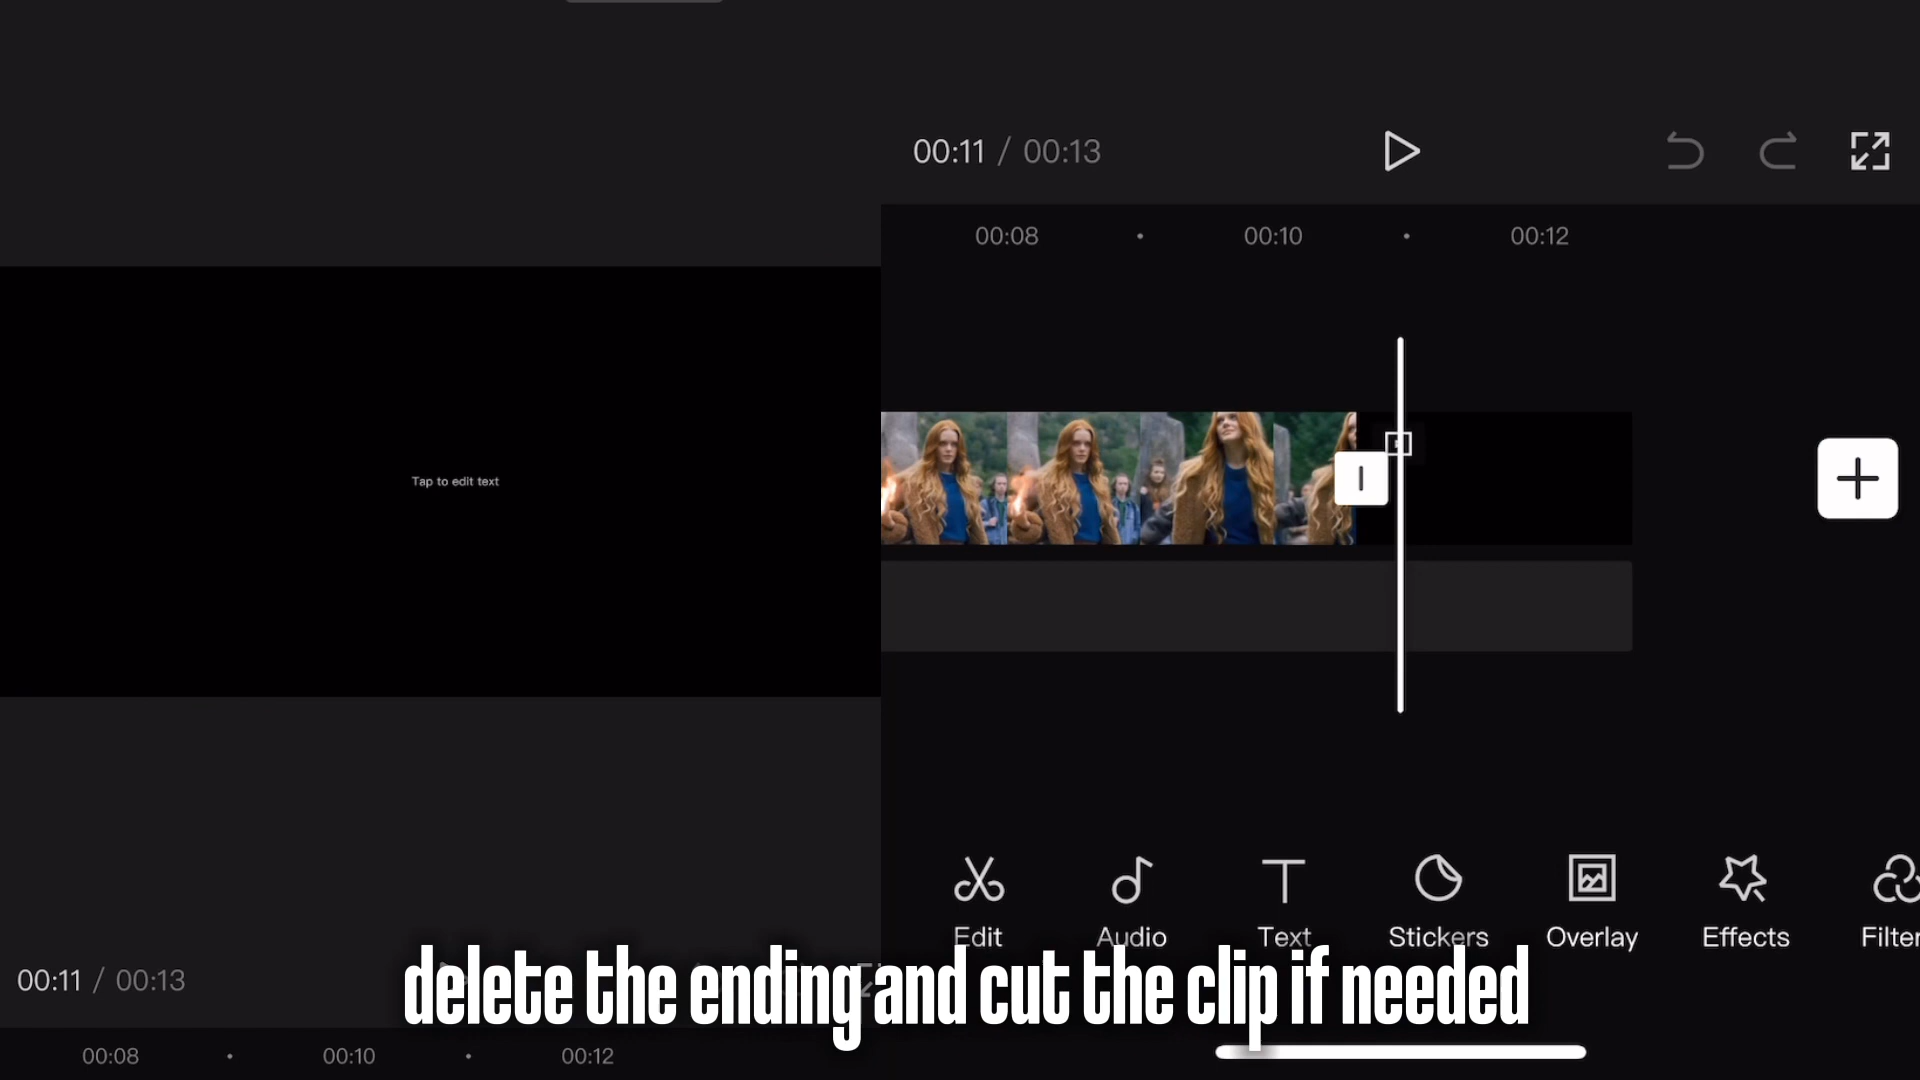 00:11 / 00:13
00:08 • 00:10 • 00:12
Tap to edit text
Edit Audio Text Stickers Overlay Effects Filter
00:11 / 00:13
delete the ending and cut the clip if needed
00:08 • 00:10 • 00:12